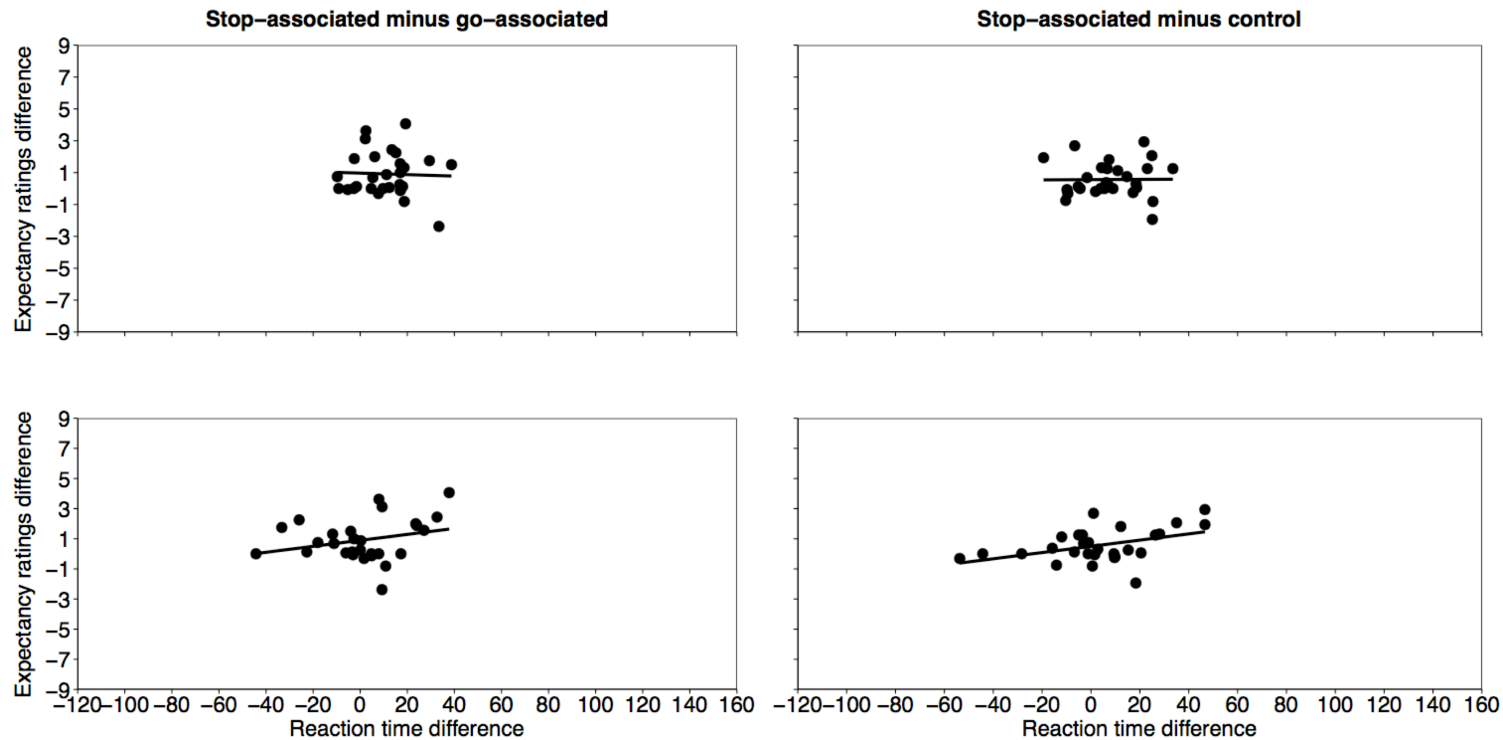 Stop−associated minus go−associated
Stop−associated minus control
Expectancy ratings difference
9
7
5
3
1
−1
−3
−5
−7
−9
Expectancy ratings difference
9
7
5
3
1
−1
−3
−5
−7
−9
−120 −100 −80 −60 −40 −20 0 20 40 60 80 100 120 140 160
−120 −100 −80 −60 −40 −20 0 20 40 60 80 100 120 140 160
Reaction time difference
Reaction time difference